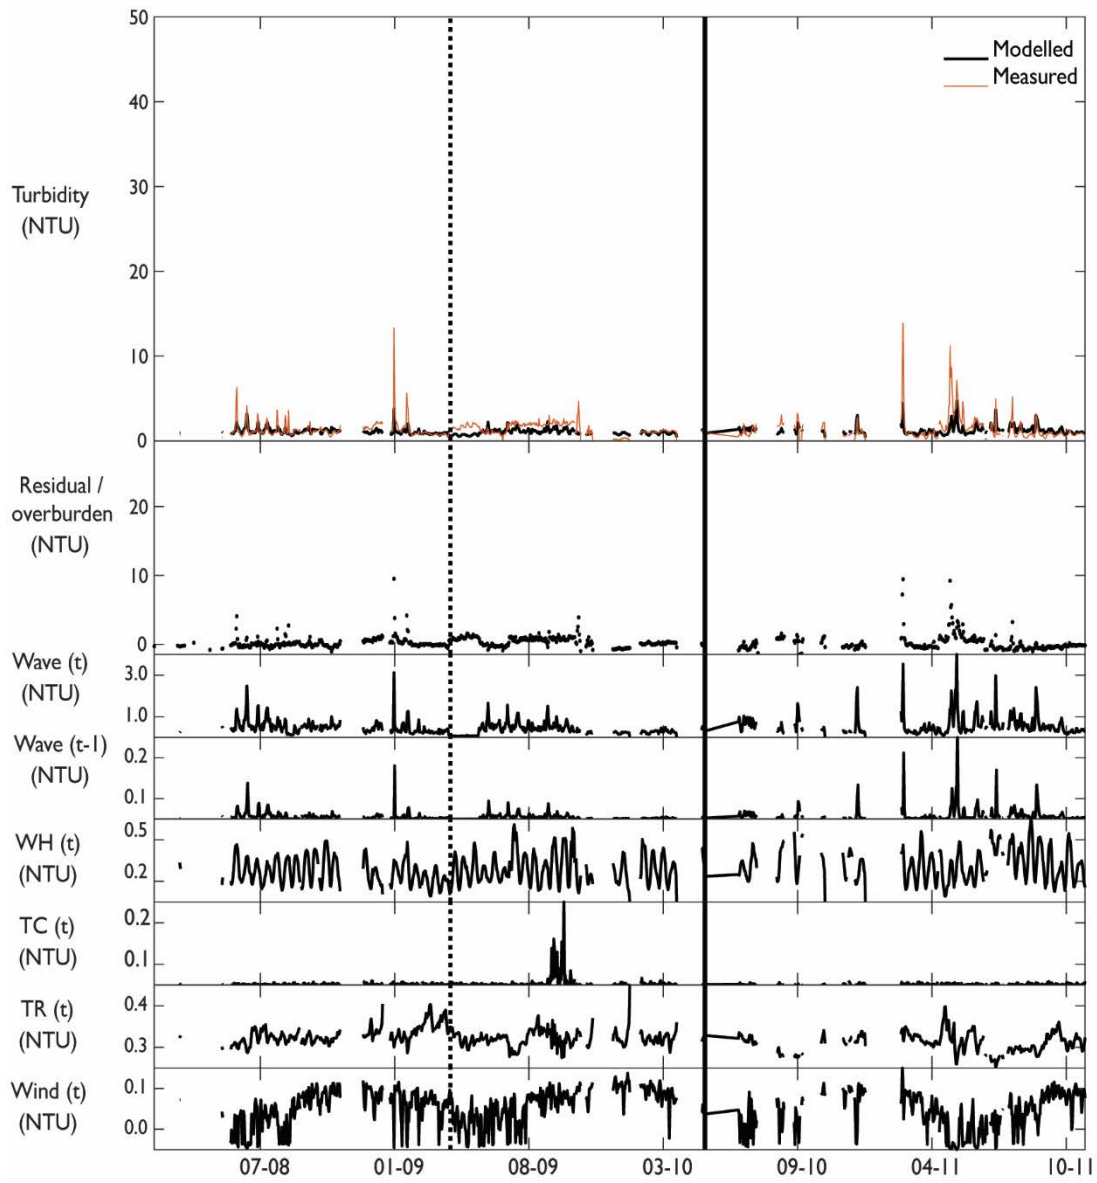 50
Modelled
Measured
40
30
Turbidity
(NTU)
20
10
0
Residual /
overburden
(NTU)
20
10
0
Wave (t)
(NTU)
3.0
1.0
Wave (t-1)
(NTU)
0.2
0.1
WH (t)
(NTU)
0.5
0.2
TC (t)
(NTU)
0.2
0.1
TR (t)
(NTU)
0.4
0.3
Wind (t)
(NTU)
0.1
0.0
07-08 01-09 08-09 03-10 09-10 04-11 10-11